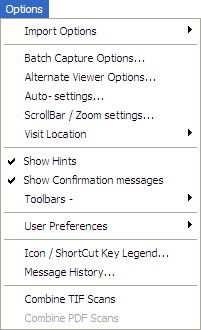 Options
Import Options
Batch Capture Options...
Alternate Viewer Options...
Auto- settings...
ScrollBar / Zoom settings...
Visit Location
Show Hints
Show Confirmation messages
Toolbars -
User Preferences
Icon / ShortCut Key Legend...
Message History...
Combine TIF Scans
Combine PDF Scans